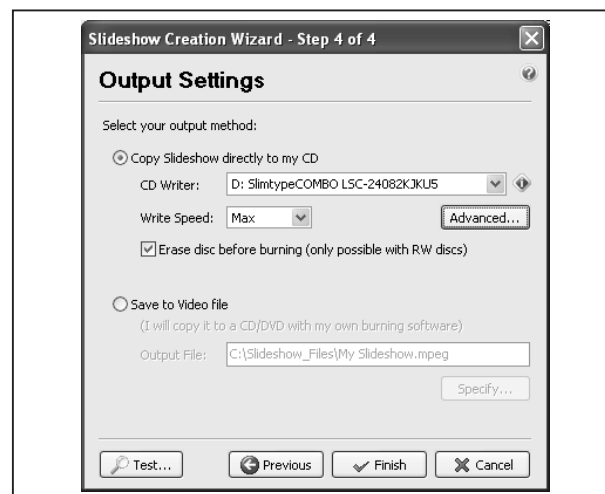 Slideshow Creation Wizard - Step 4 of 4
Output Settings
Select your output method:
Copy Slideshow directly to my CD
CD Writer: D: SlimtypeCOMBO LSC-24082KJKU5
Write Speed: Max Advanced...
Erase disc before burning (only possible with RW discs)
Save to Video file
(I will copy it to a CD/DVD with my own burning software)
Output File: C:\Slideshow_Files\My Slideshow.mpeg
Specify...
Test... Previous Finish Cancel